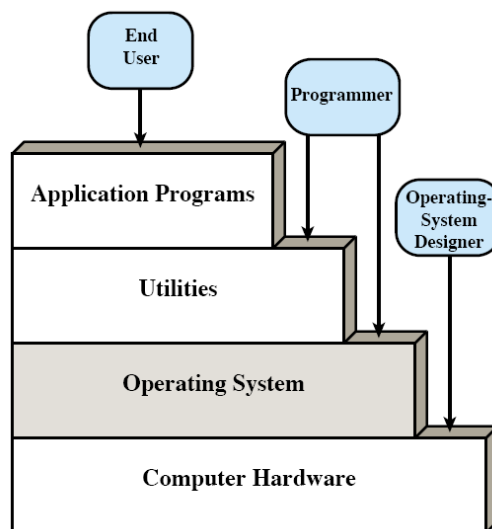 End
User
Programmer
Application Programs
Operating-
System
Designer
Utilities
Operating System
Computer Hardware